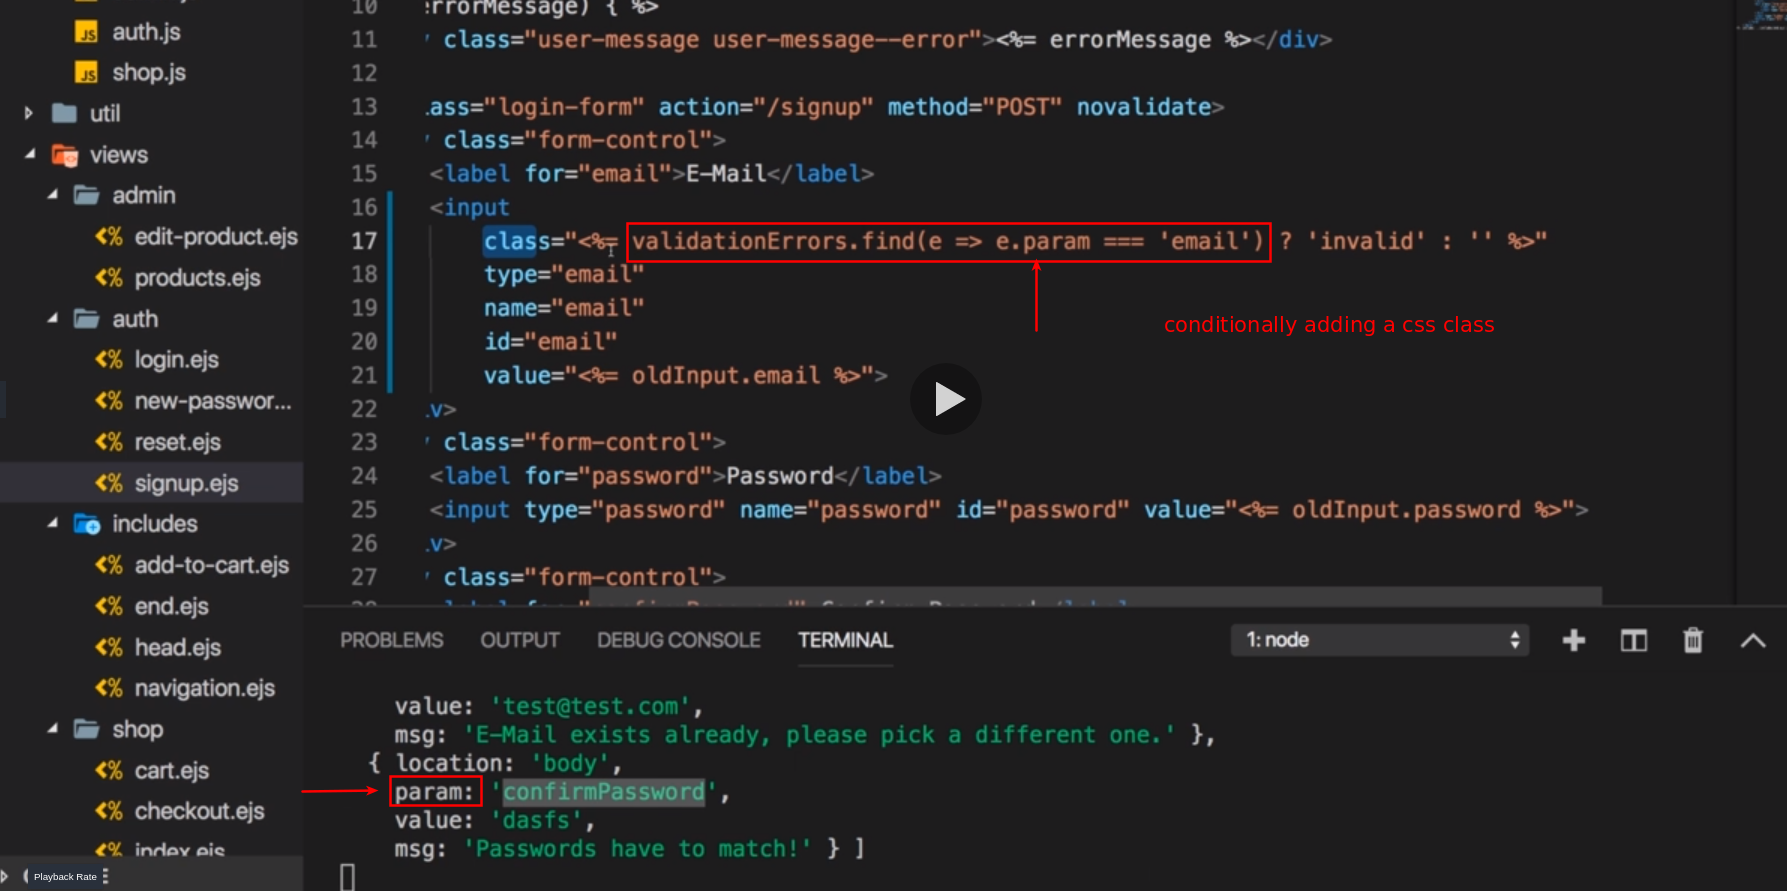 auth.js
shop.js
util
views
admin
edit-product.ejs
products.ejs
auth
login.ejs
new-passwor...
reset.ejs
signup.ejs
includes
add-to-cart.ejs
end.ejs
head.ejs
navigation.ejs
shop
cart.ejs
checkout.ejs
index.ejs
Playback Rate
10 errorMessage) { %>
11 class="user-message user-message--error"><%= errorMessage %></div>
12
13 ass="login-form" action="/signup" method="POST" novalidate>
14 class="form-control">
15 <label for="email">E-Mail</label>
16 <input
17 class="<%= validationErrors.find(e => e.param === 'email') ? 'invalid' : '' %>"
18 type="email"
19 name="email"
conditionally adding a css class
20 id="email"
21 value="<%= oldInput.email %>">
22 v>
23 class="form-control">
24 <label for="password">Password</label>
25 <input type="password" name="password" id="password" value="<%= oldInput.password %>">
26 v>
27 class="form-control">
PROBLEMS OUTPUT DEBUG CONSOLE TERMINAL 1: node
value: 'test@test.com',
msg: 'E-Mail exists already, please pick a different one.' },
{ location: 'body',
param: 'confirmPassword',
value: 'dasfs',
msg: 'Passwords have to match!' } ]